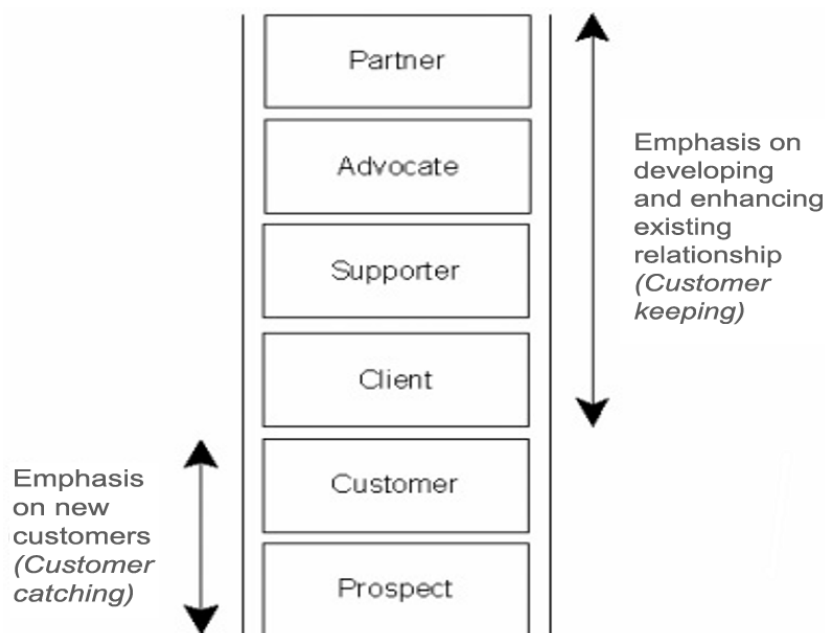 Partner
Advocate
Supporter
Client
Customer
Prospect
Emphasis on
developing
and enhancing
existing
relationship
(Customer
keeping)
Emphasis
on new
customers
(Customer
catching)